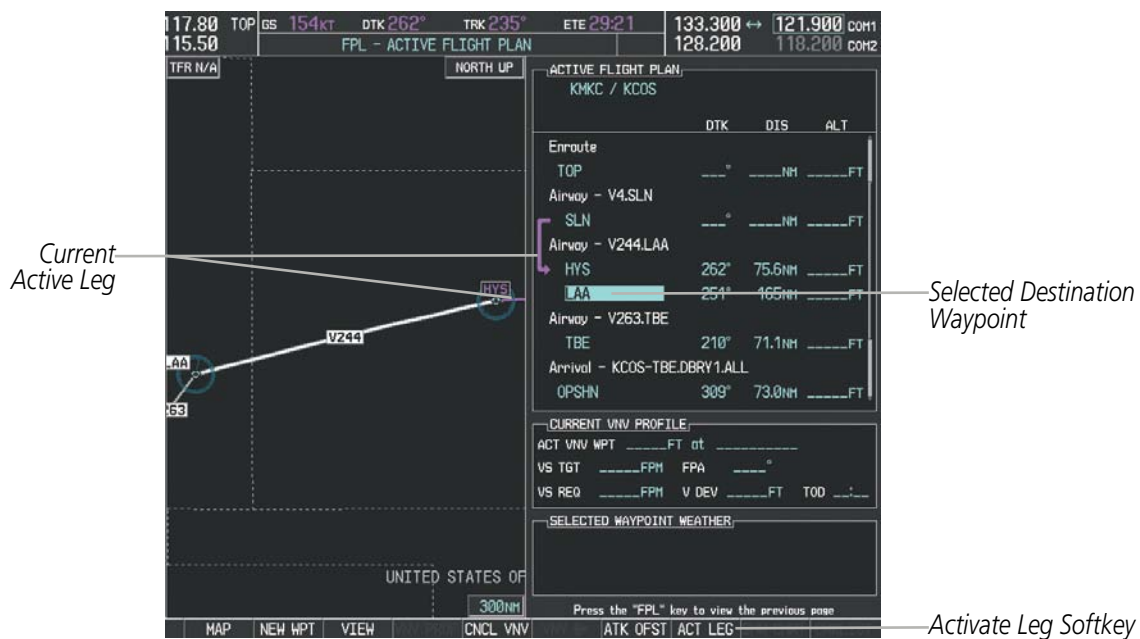 117.80 TOP GS 154KT DTK 262° TRK 235° ETE 29:21 133.300 ↔ 121.900 COM1
115.50 FPL – ACTIVE FLIGHT PLAN 128.200 118.200 COM2
TFR N/A
NORTH UP
HYS
V244
LAA
63
UNITED STATES OF
300NM
ACTIVE FLIGHT PLAN
KMKC / KCOS
DTK DIS ALT
Enroute
TOP ___° ____NM _____FT
Airway – V4.SLN
SLN ___° ____NM _____FT
Airway – V244.LAA
HYS 262° 75.6NM _____FT
LAA 251° 165NM _____FT
Airway – V263.TBE
TBE 210° 71.1NM _____FT
Arrival – KCOS-TBE.DBRY1.ALL
OPSHN 309° 73.0NM _____FT
CURRENT VNV PROFILE
ACT VNV WPT _____FT at __________
VS TGT _____FPM FPA ____°
VS REQ _____FPM V DEV _____FT TOD __:__
SELECTED WAYPOINT WEATHER
Press the "FPL" key to view the previous page
MAP NEW WPT VIEW CNCL VNV ATK OFST ACT LEG
Current
Active Leg
Selected Destination
Waypoint
Activate Leg Softkey